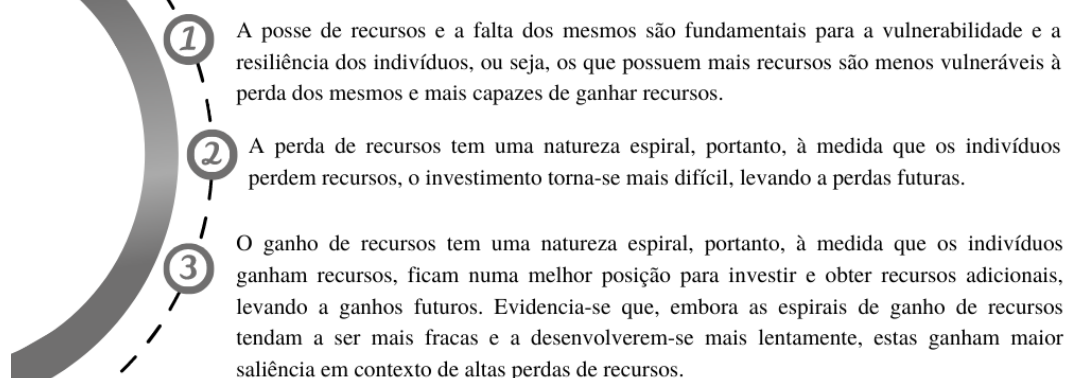 1
A posse de recursos e a falta dos mesmos são fundamentais para a vulnerabilidade e a
resiliência dos indivíduos, ou seja, os que possuem mais recursos são menos vulneráveis à
perda dos mesmos e mais capazes de ganhar recursos.
2
A perda de recursos tem uma natureza espiral, portanto, à medida que os indivíduos
perdem recursos, o investimento torna-se mais difícil, levando a perdas futuras.
3
O ganho de recursos tem uma natureza espiral, portanto, à medida que os indivíduos
ganham recursos, ficam numa melhor posição para investir e obter recursos adicionais,
levando a ganhos futuros. Evidencia-se que, embora as espirais de ganho de recursos
tendam a ser mais fracas e a desenvolverem-se mais lentamente, estas ganham maior
saliência em contexto de altas perdas de recursos.